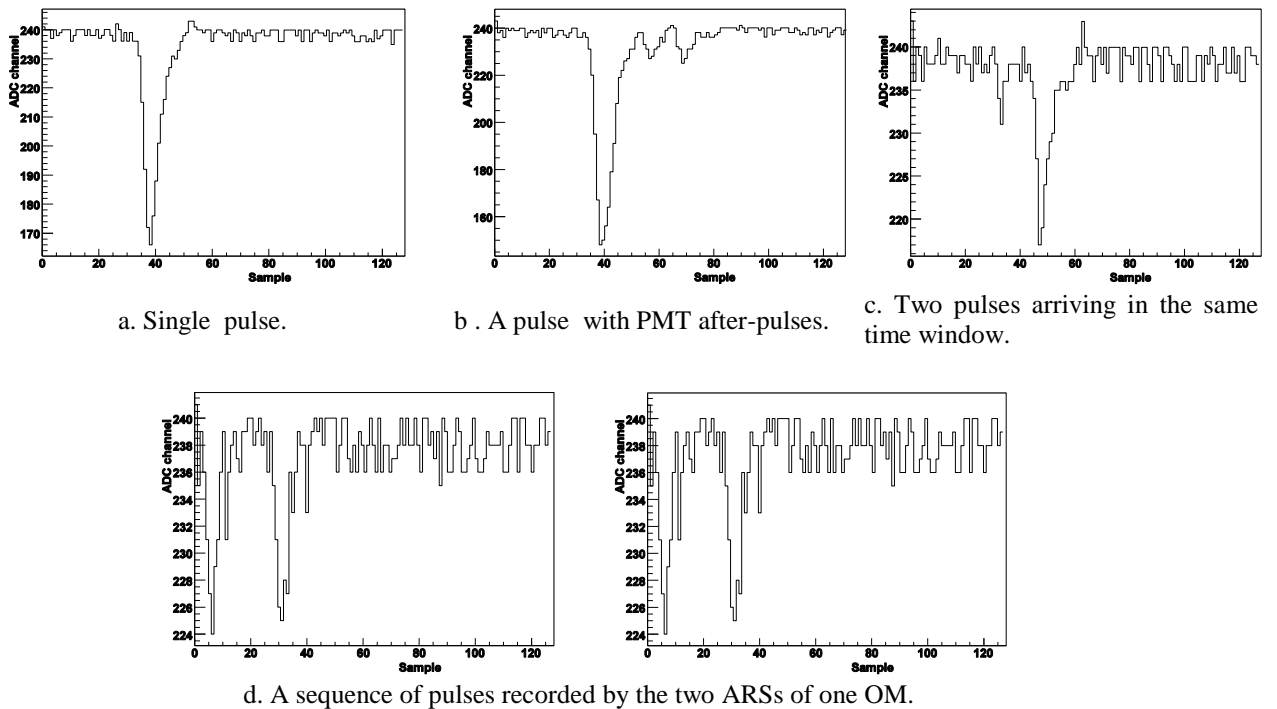 ADC channel
240
230
220
210
200
190
180
170
0 20 40 60 80 100 120
Sample
a. Single pulse.
ADC channel
240
220
200
180
160
0 20 40 60 80 100 120
Sample
b . A pulse with PMT after-pulses.
ADC channel
240
235
230
225
220
0 20 40 60 80 100 120
Sample
c. Two pulses arriving in the same
time window.
ADC channel
240
238
236
234
232
230
228
226
224
0 20 40 60 80 100 120
Sample
ADC channel
240
238
236
234
232
230
228
226
224
0 20 40 60 80 100 120
Sample
d. A sequence of pulses recorded by the two ARSs of one OM.